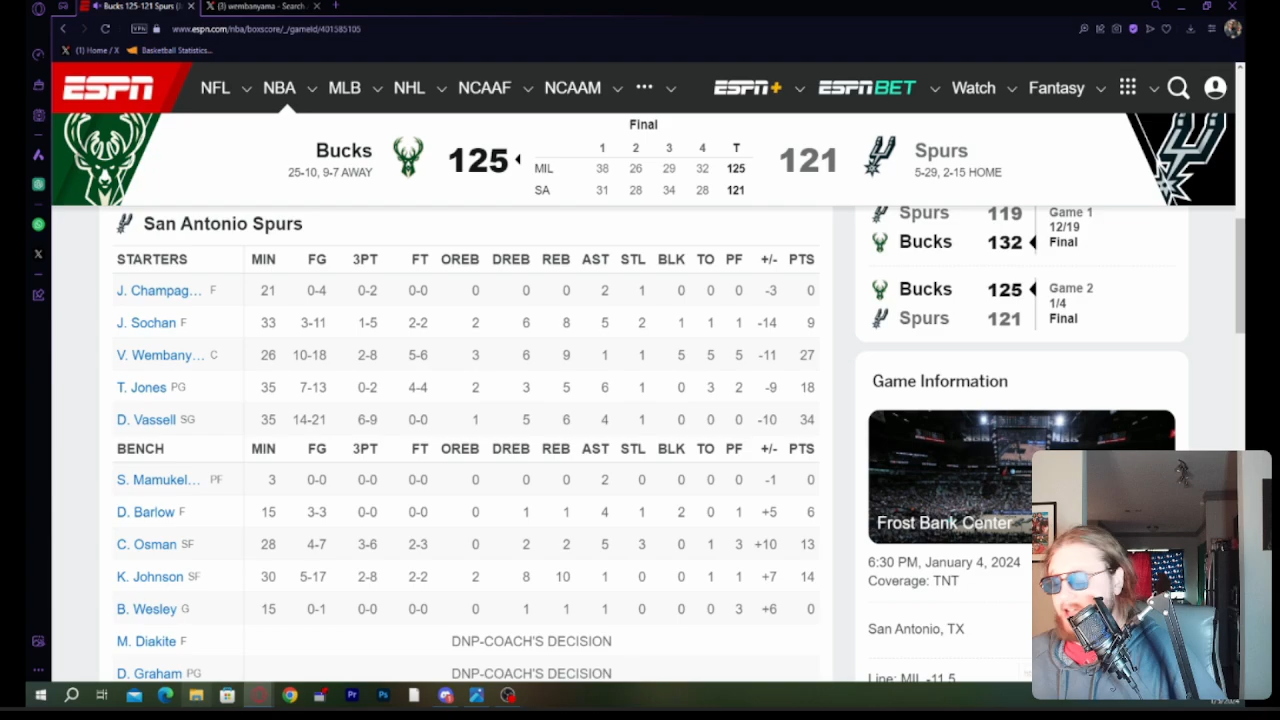 Bucks 125-121 Spurs (
(3) wembanyama - Search
VPN
www.espn.com/nba/boxscore/_/gameId/401585105
(1) Home / X
Basketball Statistics...
ESPN
NFL NBA MLB NHL NCAAF NCAAM ...
ESPN+ ESPN BET Watch Fantasy
Final
Bucks
25-10, 9-7 AWAY
125
1 2 3 4 T
MIL 38 26 29 32 125
SA 31 28 34 28 121
121
Spurs
5-29, 2-15 HOME
San Antonio Spurs
STARTERS MIN FG 3PT FT OREB DREB REB AST STL BLK TO PF +/- PTS
J. Champag... F 21 0-4 0-2 0-0 0 0 0 2 1 0 0 0 -3 0
J. Sochan F 33 3-11 1-5 2-2 2 6 8 5 2 1 1 1 -14 9
V. Wembany... C 26 10-18 2-8 5-6 3 6 9 1 1 5 5 5 -11 27
T. Jones PG 35 7-13 0-2 4-4 2 3 5 6 1 0 3 2 -9 18
D. Vassell SG 35 14-21 6-9 0-0 1 5 6 4 1 0 0 0 -10 34
BENCH MIN FG 3PT FT OREB DREB REB AST STL BLK TO PF +/- PTS
S. Mamukel... PF 3 0-0 0-0 0-0 0 0 0 2 0 0 0 0 -1 0
D. Barlow F 15 3-3 0-0 0-0 0 1 1 4 1 2 0 1 +5 6
C. Osman SF 28 4-7 3-6 2-3 0 2 2 5 3 0 1 3 +10 13
K. Johnson SF 30 5-17 2-8 2-2 2 8 10 1 0 0 1 1 +7 14
B. Wesley G 15 0-1 0-0 0-0 0 1 1 1 0 0 0 3 +6 0
M. Diakite F DNP-COACH'S DECISION
D. Graham PG DNP-COACH'S DECISION
Spurs 119 Game 1
12/19
Bucks 132 Final
Bucks 125 Game 2
1/4
Spurs 121 Final
Game Information
Frost Bank Center
6:30 PM, January 4, 2024
Coverage: TNT
San Antonio, TX
Line: MIL -11.5